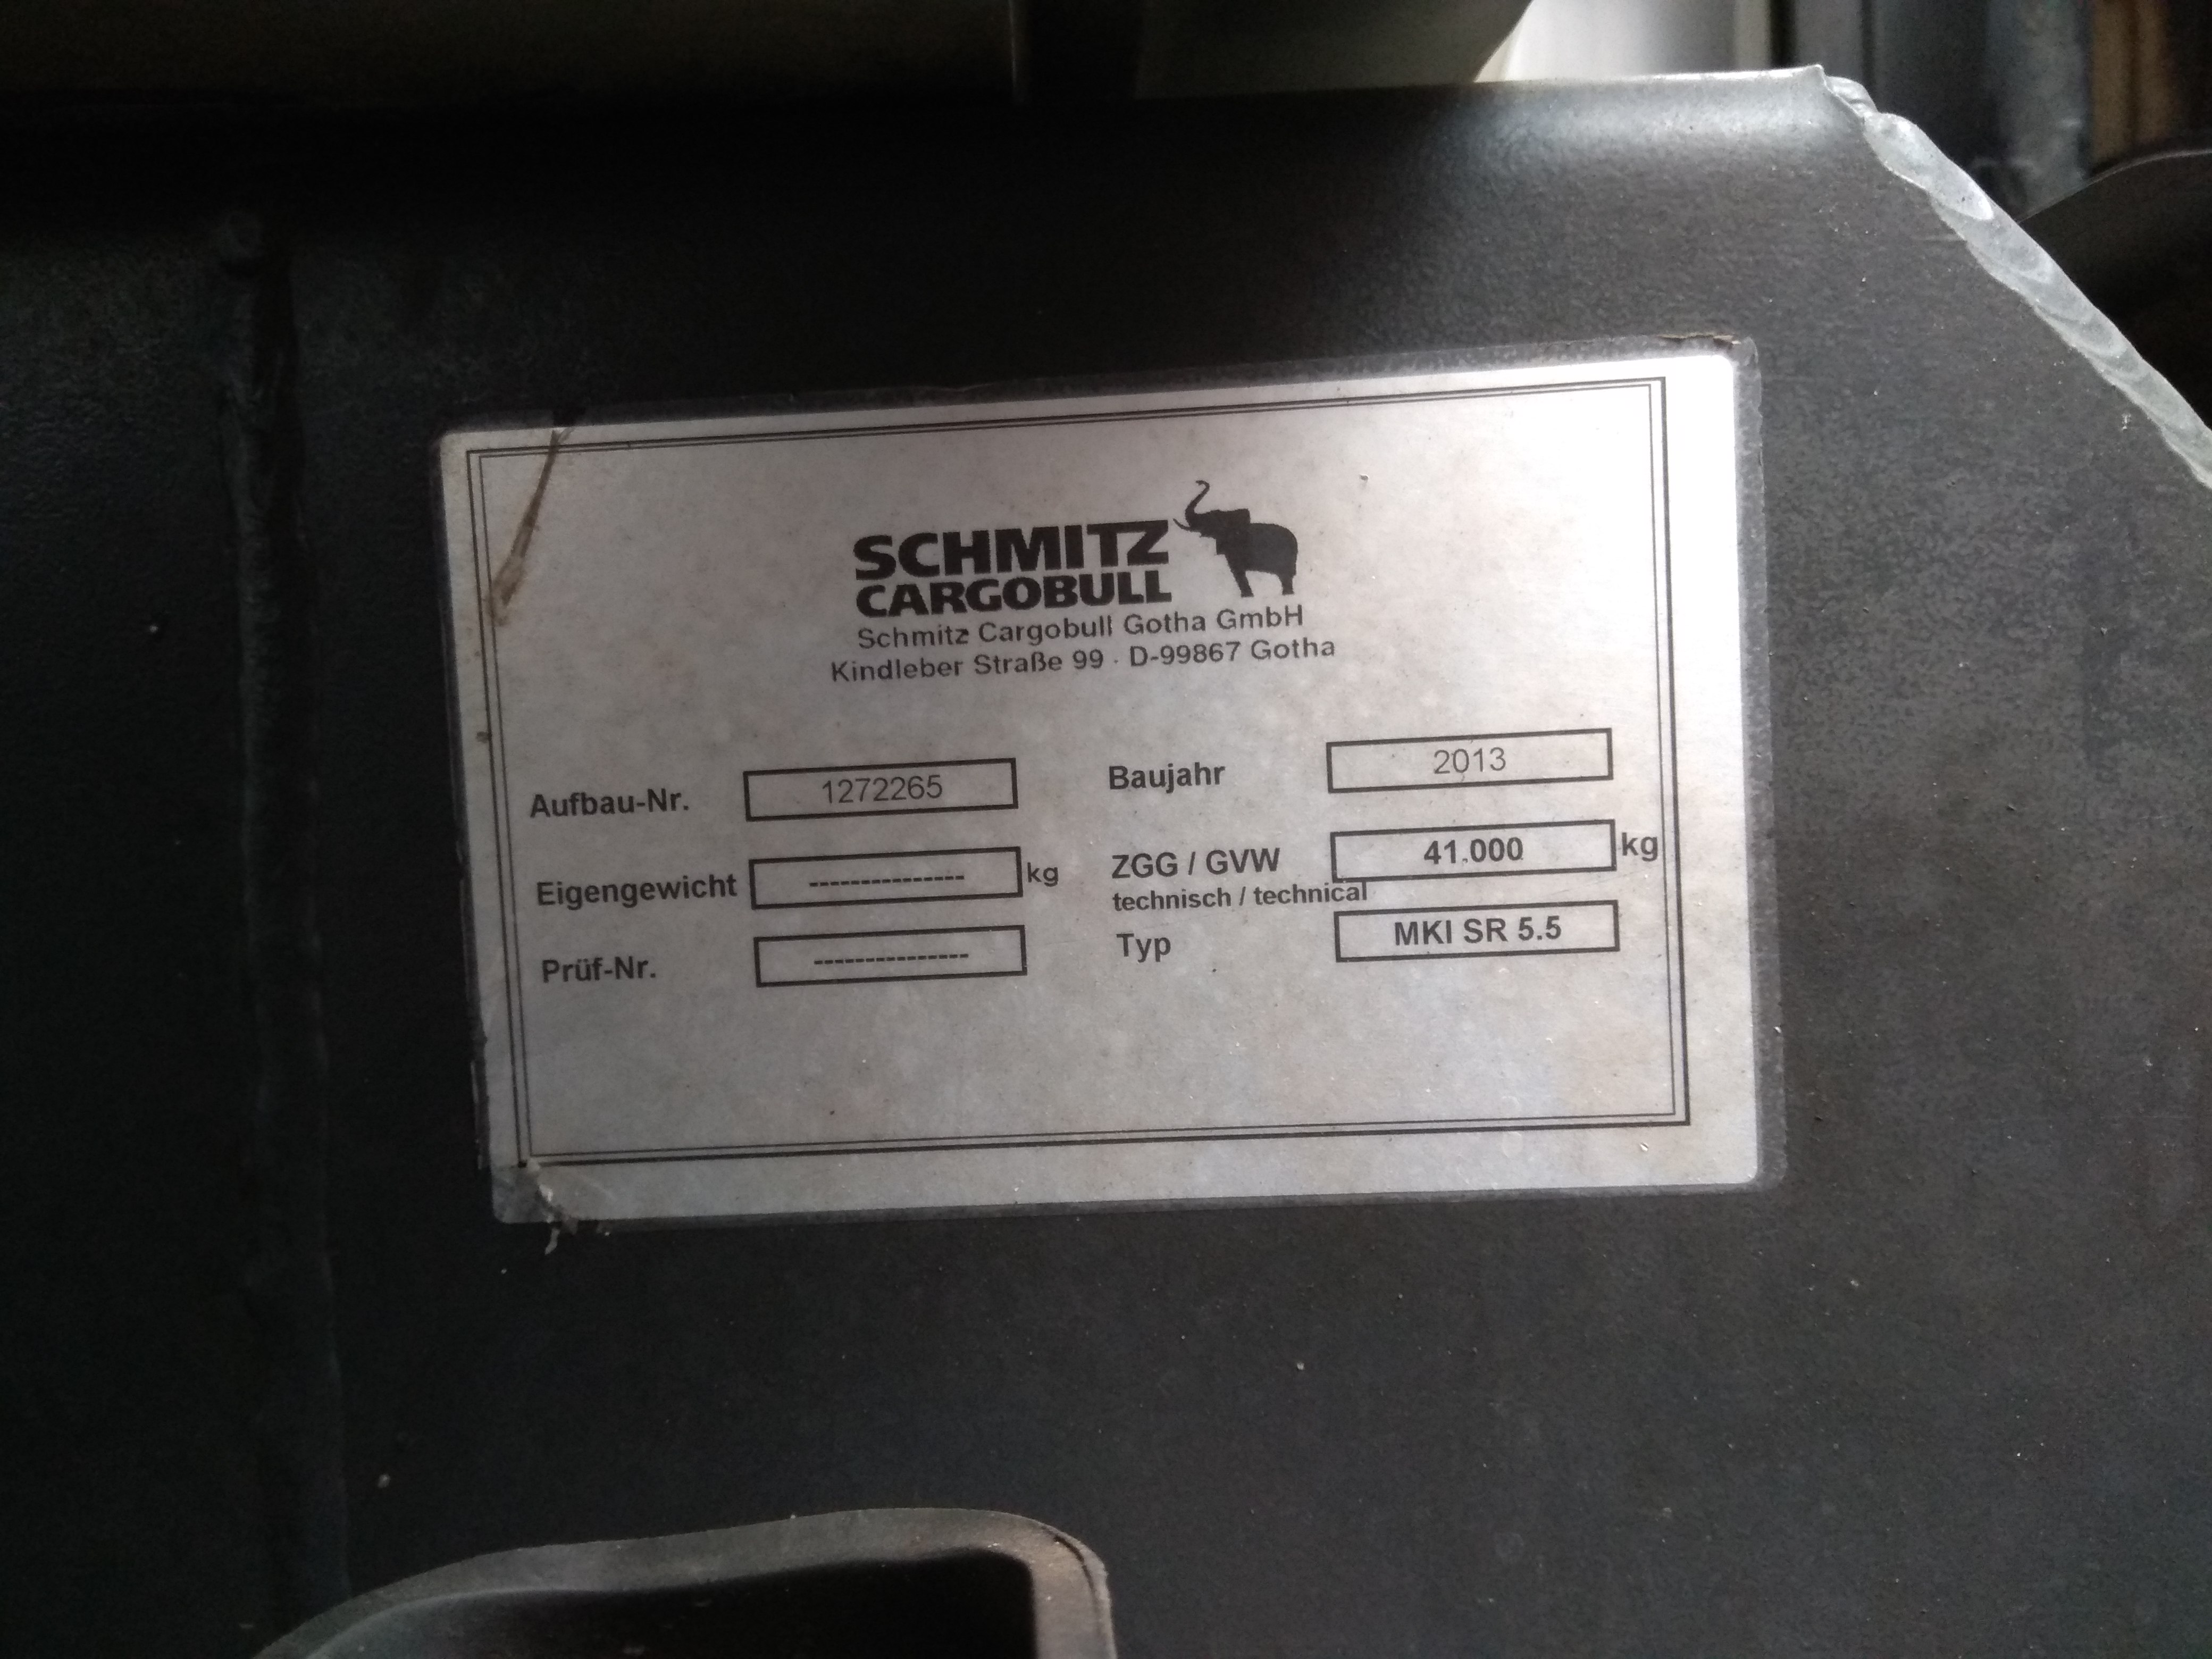 SCHMITZ
CARGOBULL
Schmitz Cargobull Gotha GmbH
Kindleber Straße 99 · D-99867 Gotha
Aufbau-Nr. 1272265 Baujahr 2013
Eigengewicht --------------- kg ZGG / GVW 41.000 kg
technisch / technical
Prüf-Nr. --------------- Typ MKI SR 5.5